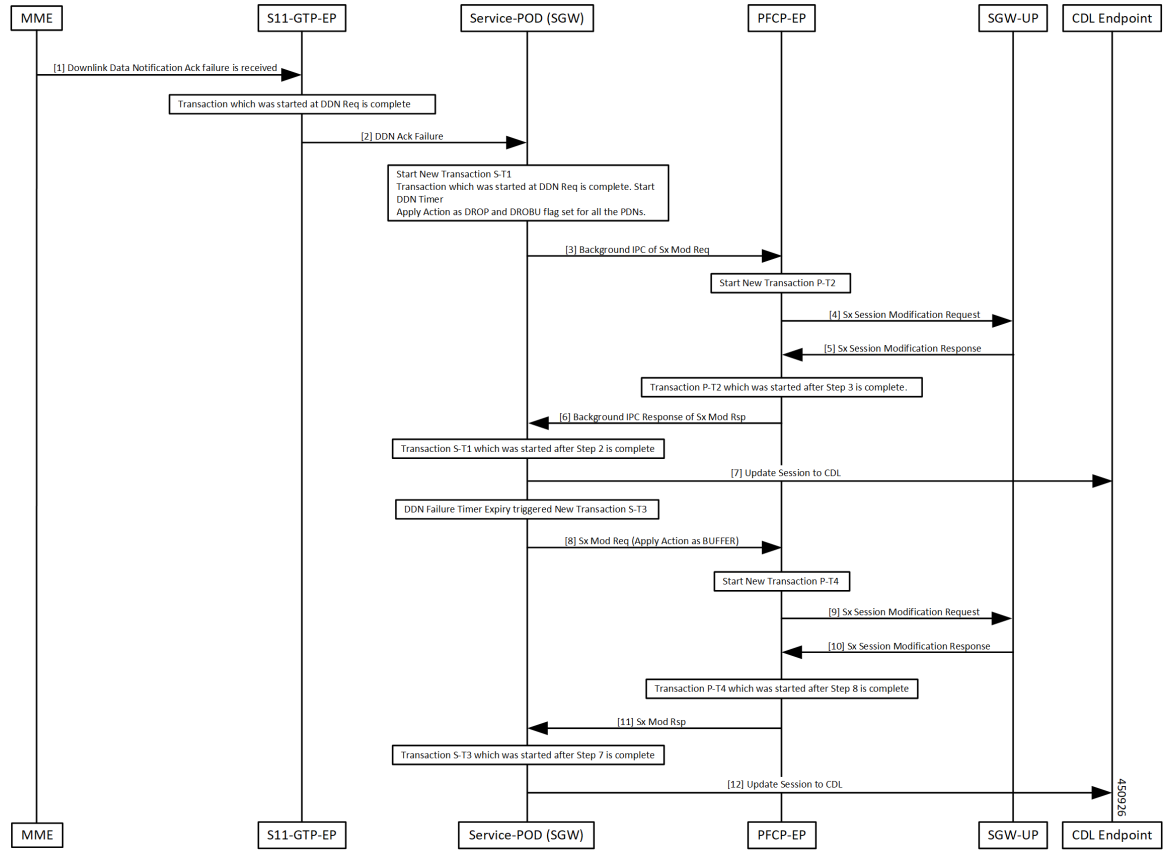 MME
S11-GTP-EP
Service-POD (SGW)
PFCP-EP
SGW-UP
CDL Endpoint
[1] Downlink Data Notification Ack failure is received
Transaction which was started at DDN Req is complete
[2] DDN Ack Failure
Start New Transaction S-T1
Transaction which was started at DDN Req is complete. Start
DDN Timer
Apply Action as DROP and DROBU flag set for all the PDNs.
[3] Background IPC of Sx Mod Req
Start New Transaction P-T2
[4] Sx Session Modification Request
[5] Sx Session Modification Response
Transaction P-T2 which was started after Step 3 is complete.
[6] Background IPC Response of Sx Mod Rsp
Transaction S-T1 which was started after Step 2 is complete
[7] Update Session to CDL
DDN Failure Timer Expiry triggered New Transaction S-T3
[8] Sx Mod Req (Apply Action as BUFFER)
Start New Transaction P-T4
[9] Sx Session Modification Request
[10] Sx Session Modification Response
Transaction P-T4 which was started after Step 8 is complete
[11] Sx Mod Rsp
Transaction S-T3 which was started after Step 7 is complete
[12] Update Session to CDL
450926
MME
S11-GTP-EP
Service-POD (SGW)
PFCP-EP
SGW-UP
CDL Endpoint